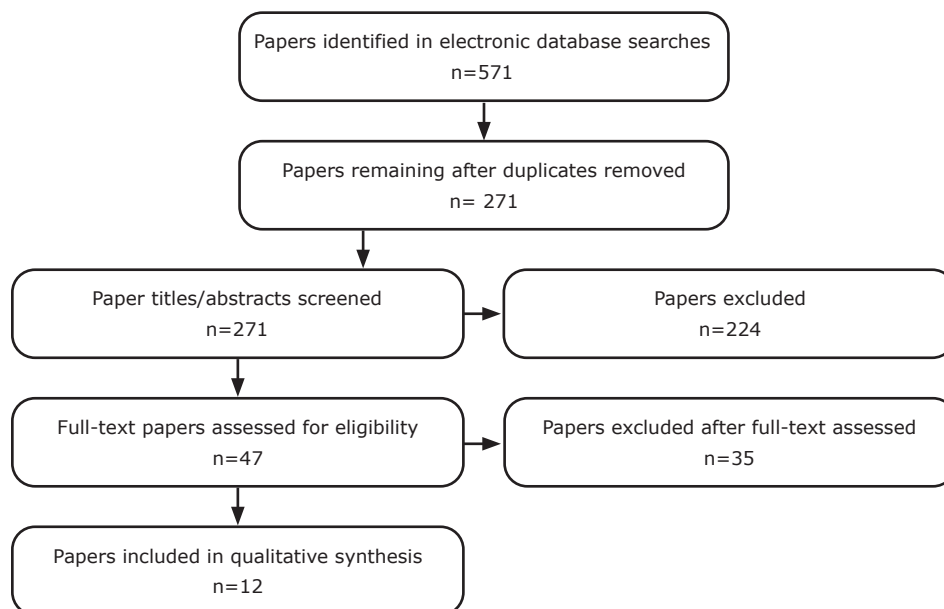 Papers identified in electronic database searches
n=571
Papers remaining after duplicates removed
n= 271
Paper titles/abstracts screened
n=271
Papers excluded
n=224
Full-text papers assessed for eligibility
n=47
Papers excluded after full-text assessed
n=35
Papers included in qualitative synthesis
n=12